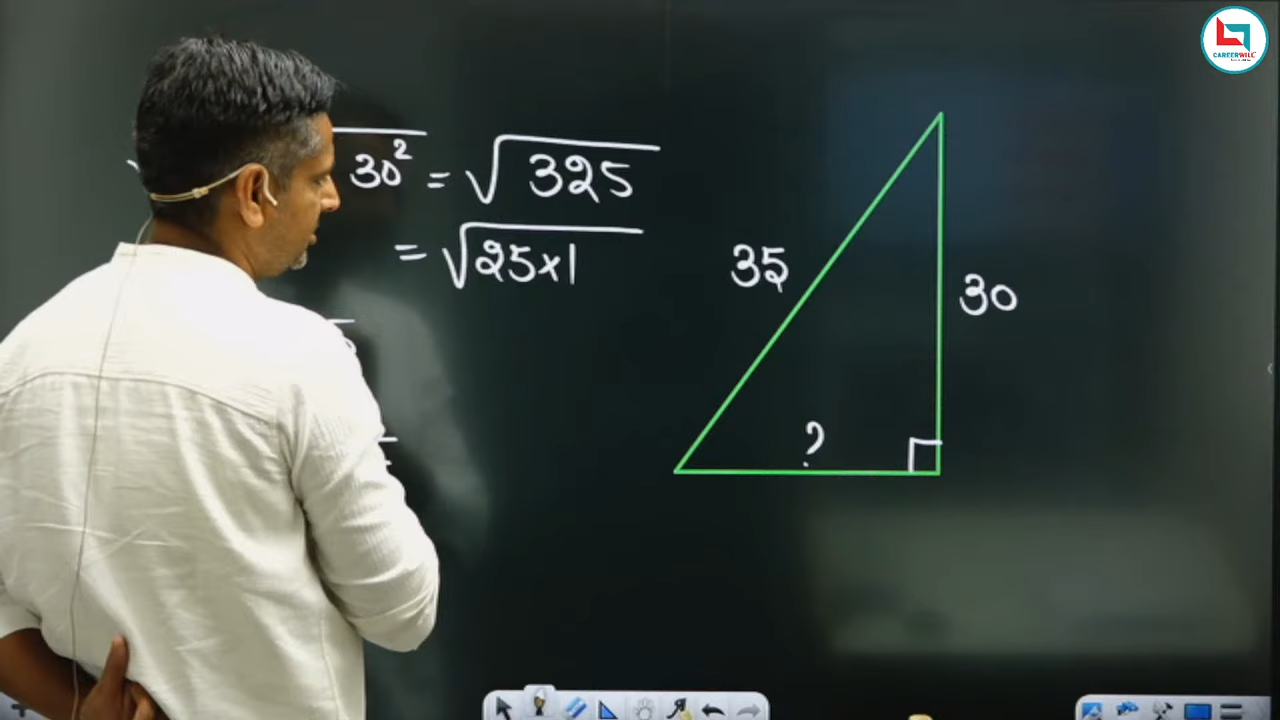 CAREERWILL
30² = √325
= √25×1
35
30
?